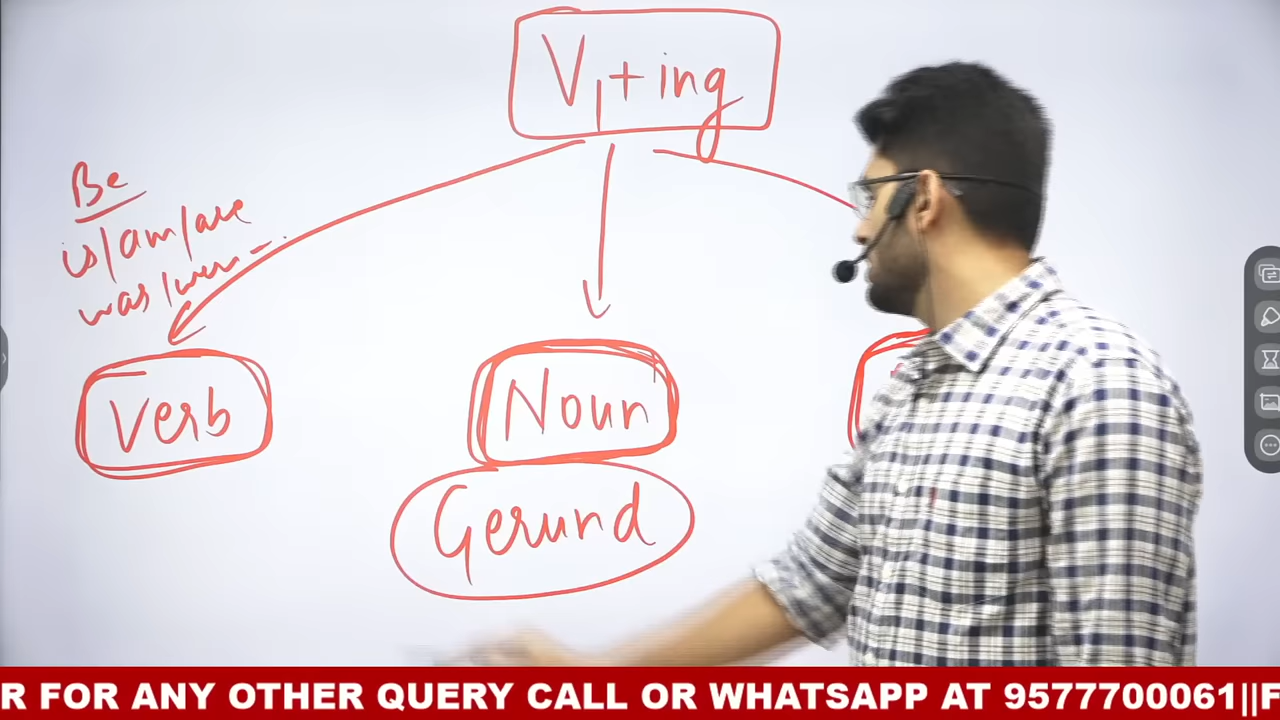 V1+ing
Be
is/am/are
was/were -
Verb
Noun
Gerund
R FOR ANY OTHER QUERY CALL OR WHATSAPP AT 9577700061||F